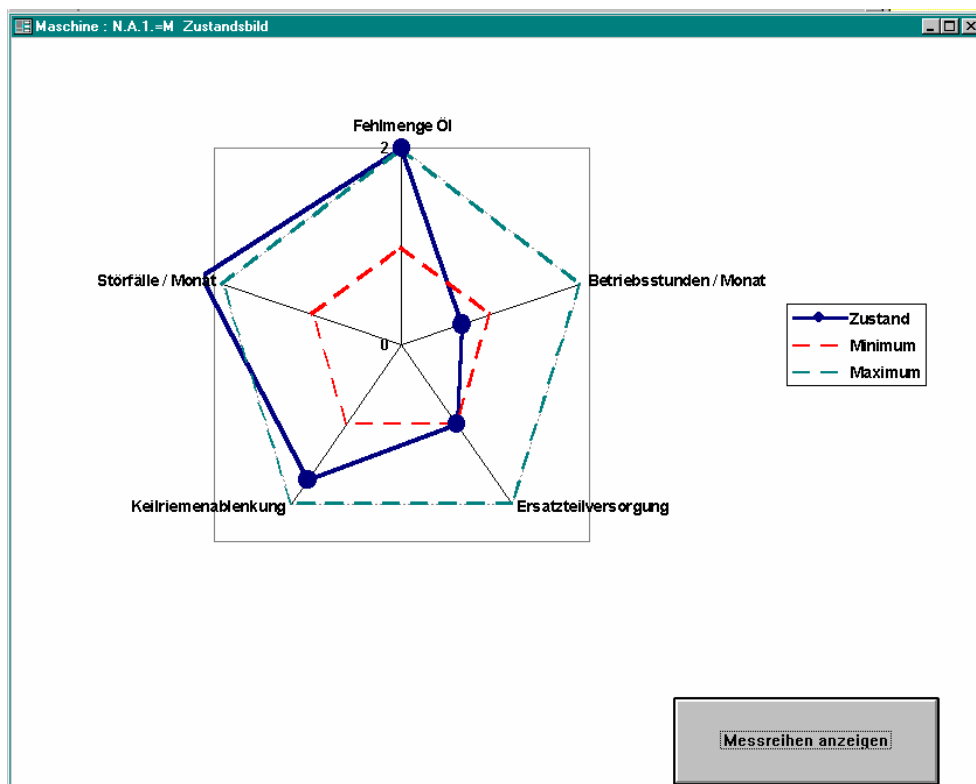 Maschine : N.A.1.=M Zustandsbild
Fehlmenge Öl
2
Störfälle / Monat
Betriebsstunden / Monat
0
Keilriemenablenkung
Ersatzteilversorgung
Zustand
Minimum
Maximum
Messreihen anzeigen